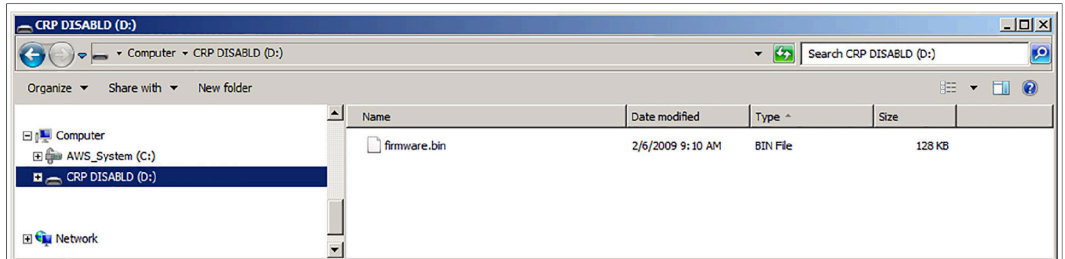 CRP DISABLD (D:)
Computer CRP DISABLD (D:) Search CRP DISABLD (D:)
Organize Share with New folder
Name Date modified Type Size
Computer
firmware.bin 2/6/2009 9:10 AM BIN File 128 KB
AWS_System (C:)
CRP DISABLD (D:)
Network